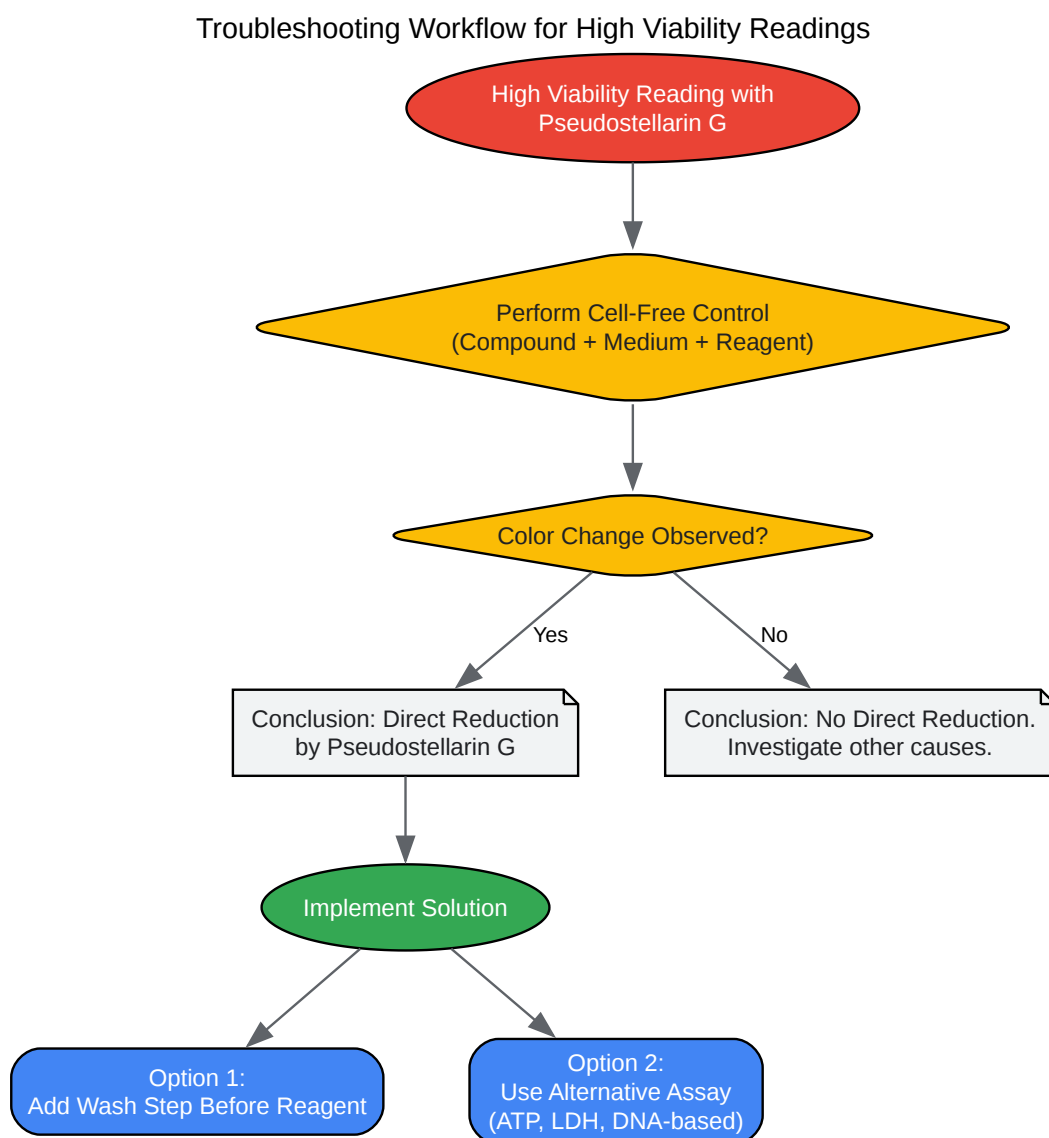 Troubleshooting Workflow for High Viability Readings
High Viability Reading with
Pseudostellarin G
Perform Cell-Free Control
(Compound + Medium + Reagent)
Color Change Observed?
Yes
No
Conclusion: Direct Reduction
by Pseudostellarin G
Conclusion: No Direct Reduction.
Investigate other causes.
Implement Solution
Option 1:
Add Wash Step Before Reagent
Option 2:
Use Alternative Assay
(ATP, LDH, DNA-based)